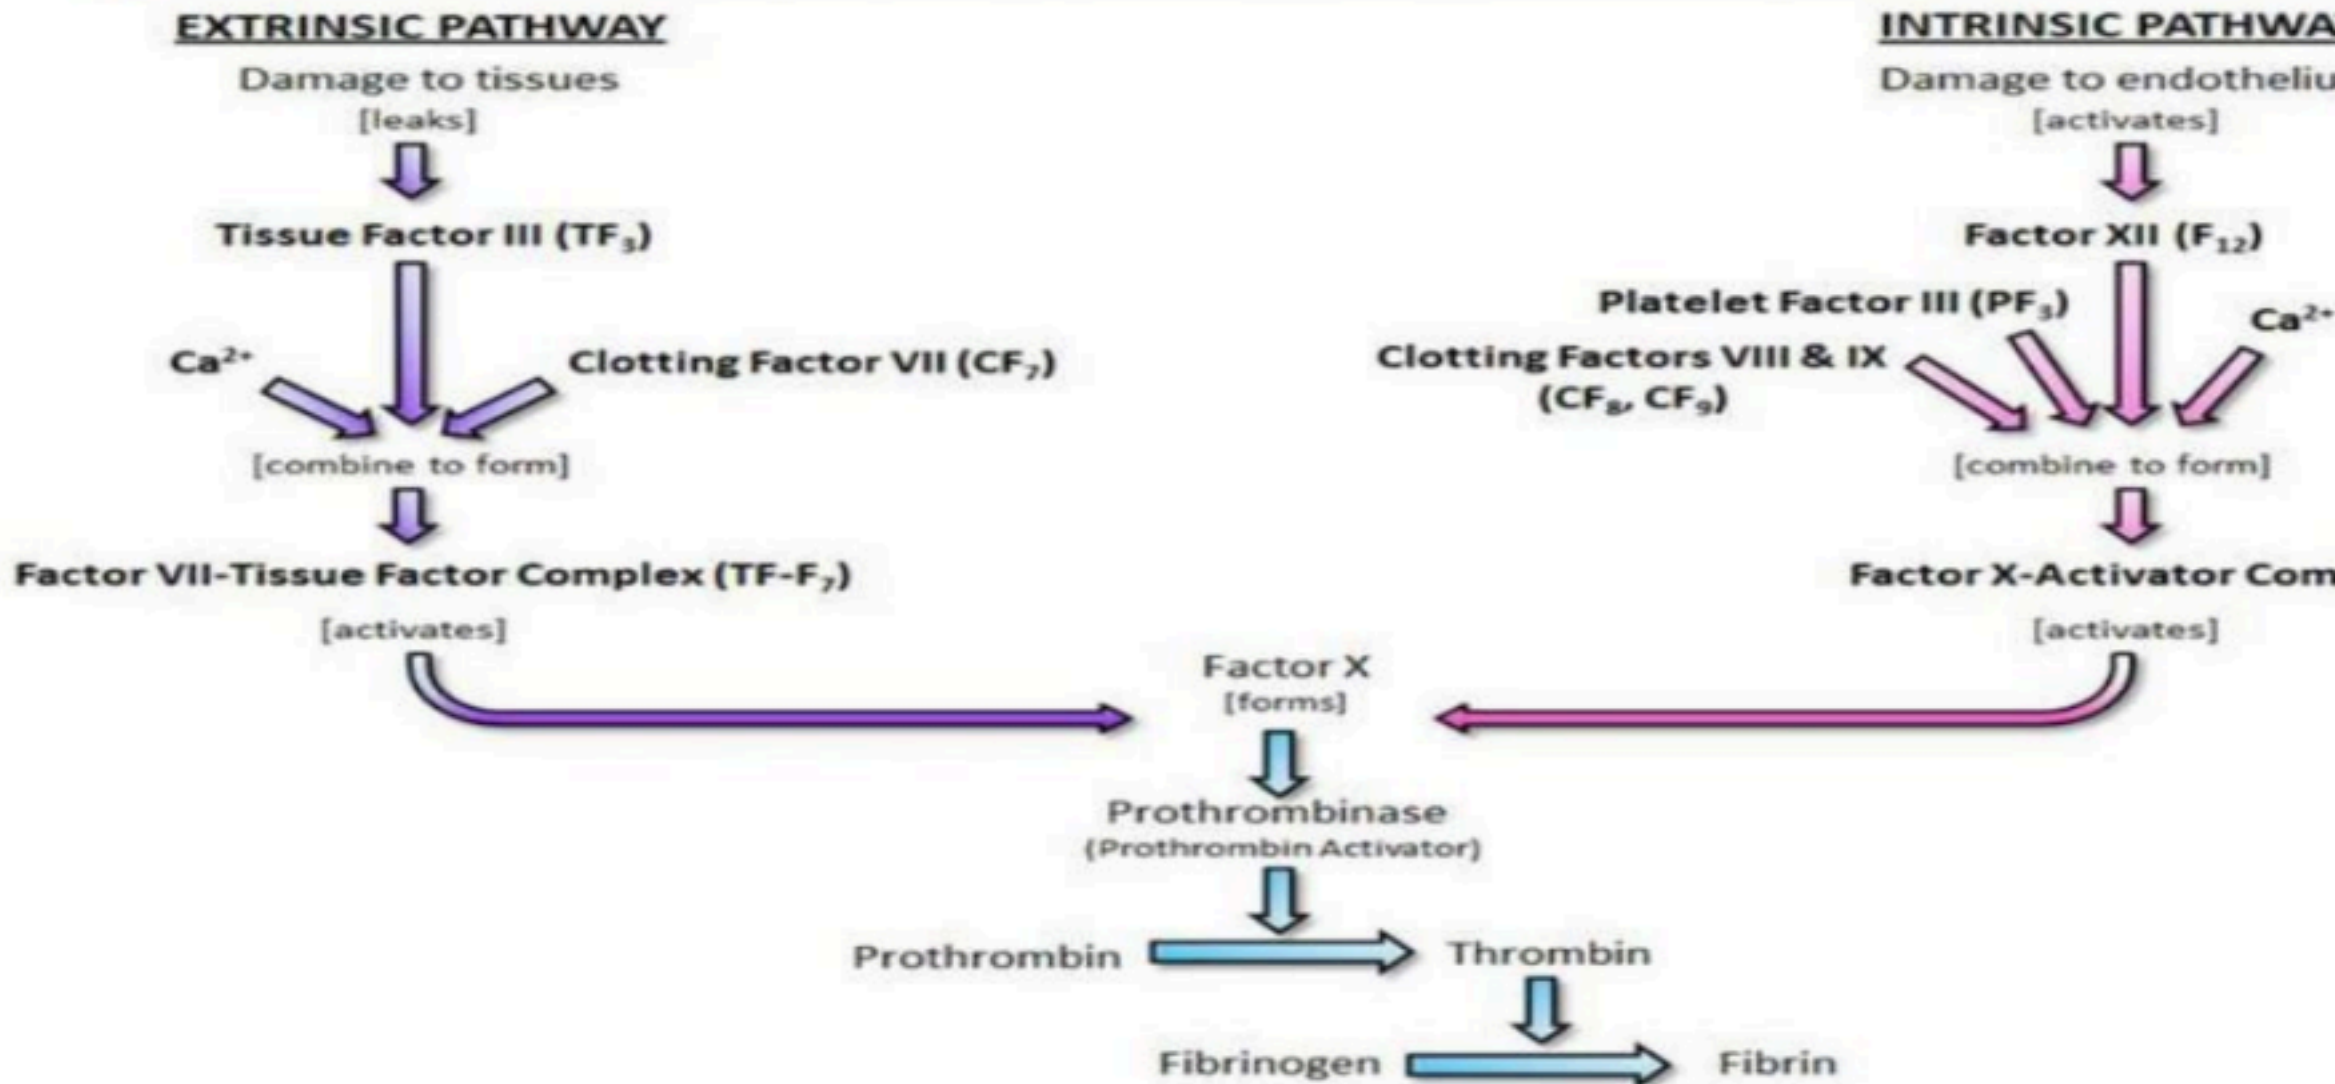 EXTRINSIC PATHWAY
Damage to tissues
[leaks]
Tissue Factor III (TF₃)
Ca²⁺
Clotting Factor VII (CF₇)
[combine to form]
Factor VII-Tissue Factor Complex (TF-F₇)
[activates]
INTRINSIC PATHWA
Damage to endotheliu
[activates]
Factor XII (F₁₂)
Platelet Factor III (PF₃)
Ca²⁺
Clotting Factors VIII & IX
(CF₈, CF₉)
[combine to form]
Factor X-Activator Com
[activates]
Factor X
[forms]
Prothrombinase
(Prothrombin Activator)
Prothrombin
Thrombin
Fibrinogen
Fibrin